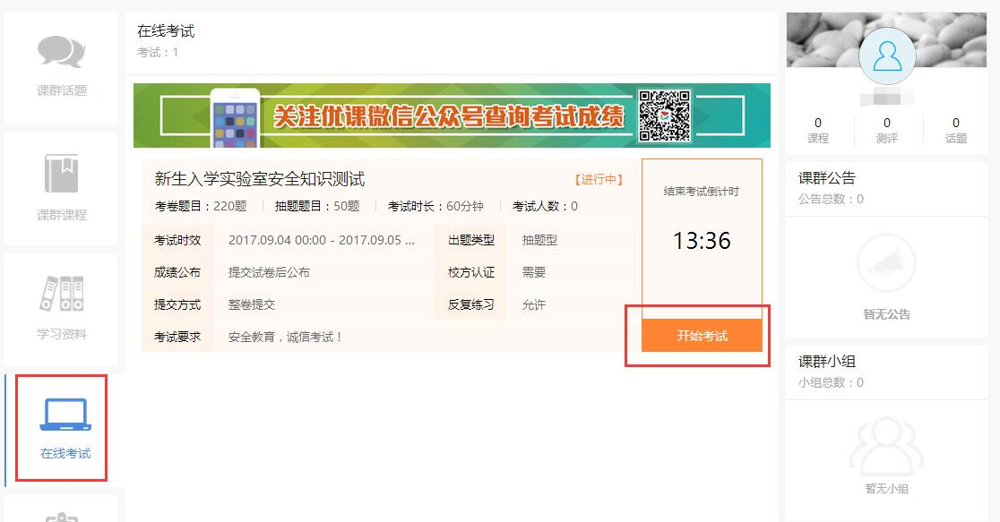 课群话题
课群课程
学习资料
在线考试
在线考试
考试：1
关注优课微信公众号查询考试成绩
新生入学实验室安全知识测试
【进行中】
考卷题目：220题
抽题题目：50题
考试时长：60分钟
考试人数：0
考试时效
2017.09.04 00:00 - 2017.09.05 ...
出题类型
抽题型
成绩公布
提交试卷后公布
校方认证
需要
提交方式
整卷提交
反复练习
允许
考试要求
安全教育，诚信考试！
结束考试倒计时
13:36
开始考试
0
0
0
课程
测评
话题
课群公告
公告总数：0
暂无公告
课群小组
小组总数：0
暂无小组